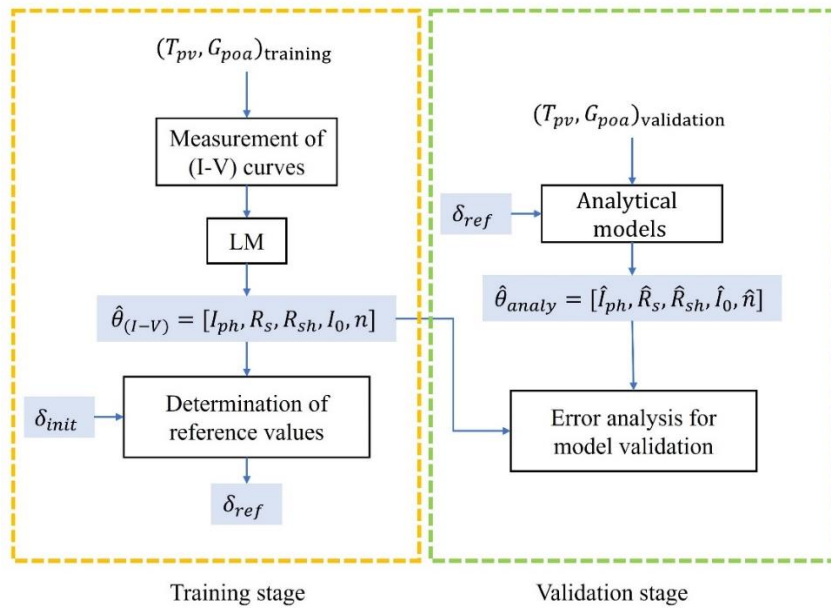 (T_pv, G_poa)_training
Measurement of
(I-V) curves
LM
θ̂_(I−V) = [I_ph, R_s, R_sh, I_0, n]
δ_init
Determination of
reference values
δ_ref
Training stage
(T_pv, G_poa)_validation
δ_ref
Analytical
models
θ̂_analy = [Î_ph, R̂_s, R̂_sh, Î_0, n̂]
Error analysis for
model validation
Validation stage